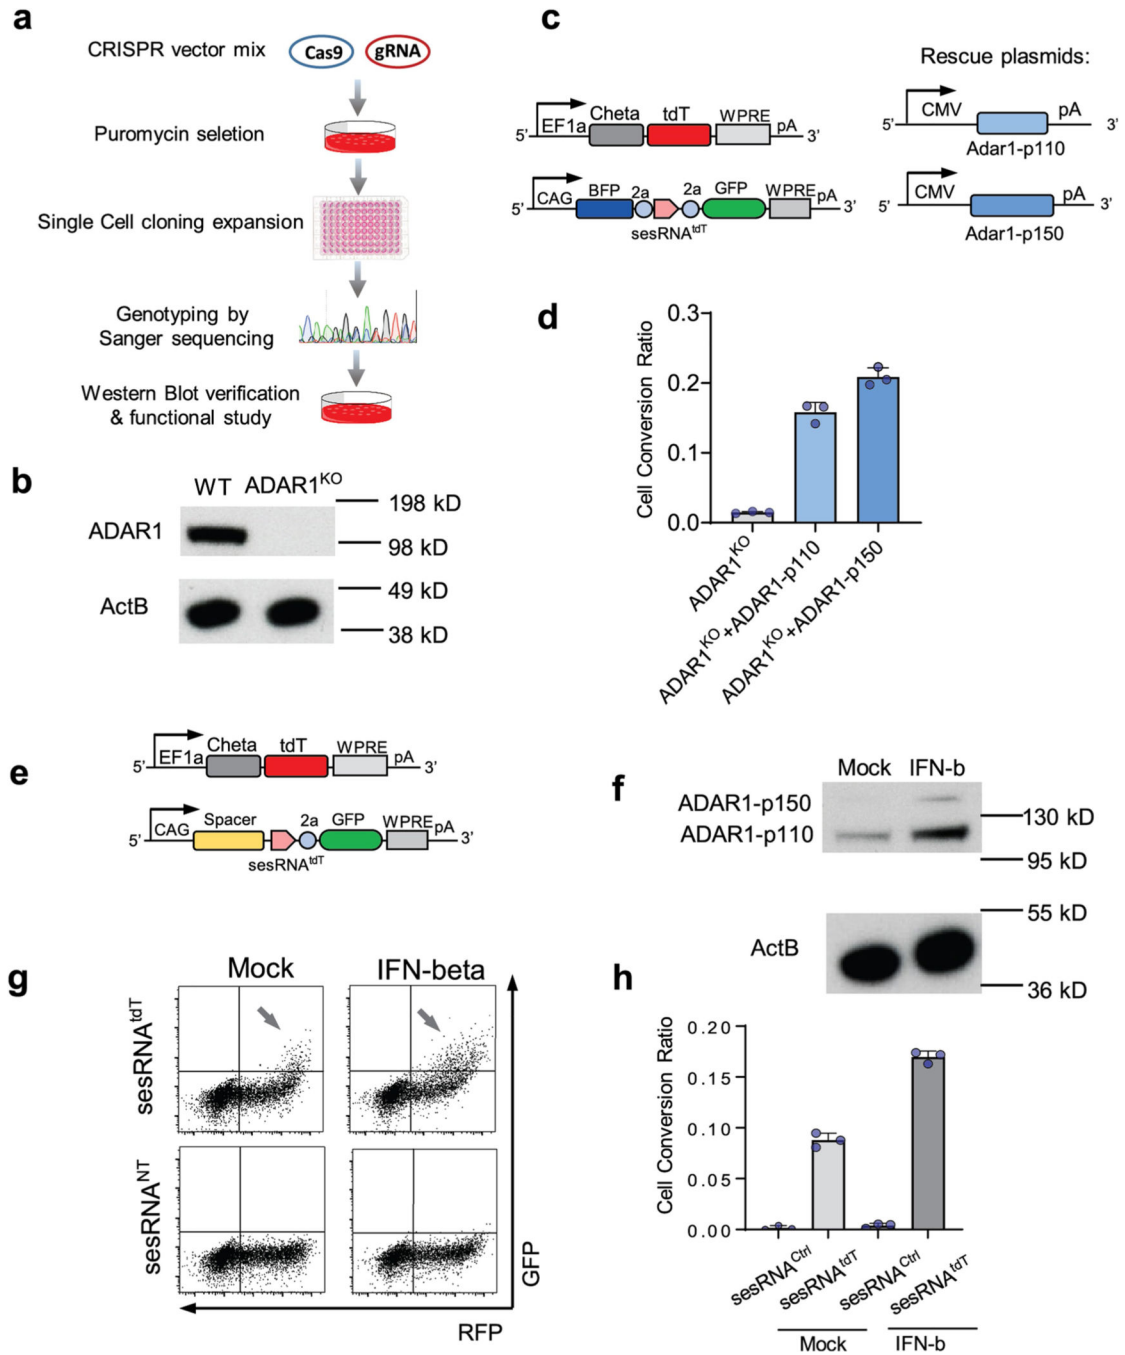 a
CRISPR vector mix
Cas9
gRNA
Puromycin seletion
Single Cell cloning expansion
Genotyping by
Sanger sequencing
Western Blot verification
& functional study
b
WT ADAR1KO
ADAR1
198 kD
98 kD
ActB
49 kD
38 kD
c
Rescue plasmids:
5' EF1a Cheta tdT WPRE pA 3'
5' CAG BFP 2a 2a GFP WPRE pA 3'
sesRNAtdT
5' CMV pA 3'
Adar1-p110
5' CMV pA 3'
Adar1-p150
d
Cell Conversion Ratio
0.3
0.2
0.1
0.0
ADAR1KO
ADAR1KO+ADAR1-p110
ADAR1KO+ADAR1-p150
e
5' EF1a Cheta tdT WPRE pA 3'
5' CAG Spacer 2a GFP WPRE pA 3'
sesRNAtdT
f
Mock IFN-b
ADAR1-p150
ADAR1-p110
130 kD
95 kD
55 kD
ActB
36 kD
g
Mock IFN-beta
sesRNAtdT
sesRNANT
GFP
RFP
h
Cell Conversion Ratio
0.20
0.15
0.10
0.05
0.00
sesRNACtrl
sesRNAtdT
sesRNACtrl
sesRNAtdT
Mock IFN-b